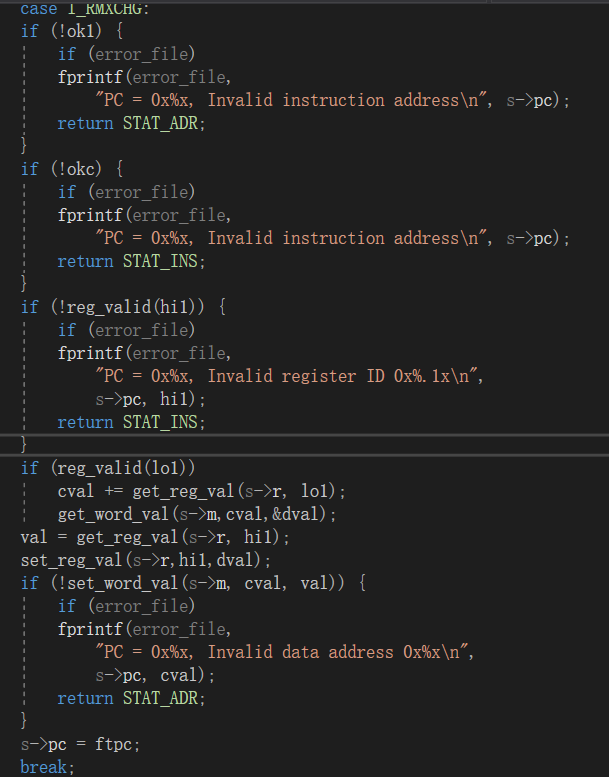 case I_RMXCHG:
if (!ok1) {
if (error_file)
fprintf(error_file,
"PC = 0x%x, Invalid instruction address\n", s->pc);
return STAT_ADR;
}
if (!okc) {
if (error_file)
fprintf(error_file,
"PC = 0x%x, Invalid instruction address\n", s->pc);
return STAT_INS;
}
if (!reg_valid(hi1)) {
if (error_file)
fprintf(error_file,
"PC = 0x%x, Invalid register ID 0x%.1x\n",
s->pc, hi1);
return STAT_INS;
}
if (reg_valid(lo1))
cval += get_reg_val(s->r, lo1);
get_word_val(s->m,cval,&dval);
val = get_reg_val(s->r, hi1);
set_reg_val(s->r,hi1,dval);
if (!set_word_val(s->m, cval, val)) {
if (error_file)
fprintf(error_file,
"PC = 0x%x, Invalid data address 0x%x\n",
s->pc, cval);
return STAT_ADR;
}
s->pc = ftpc;
break;